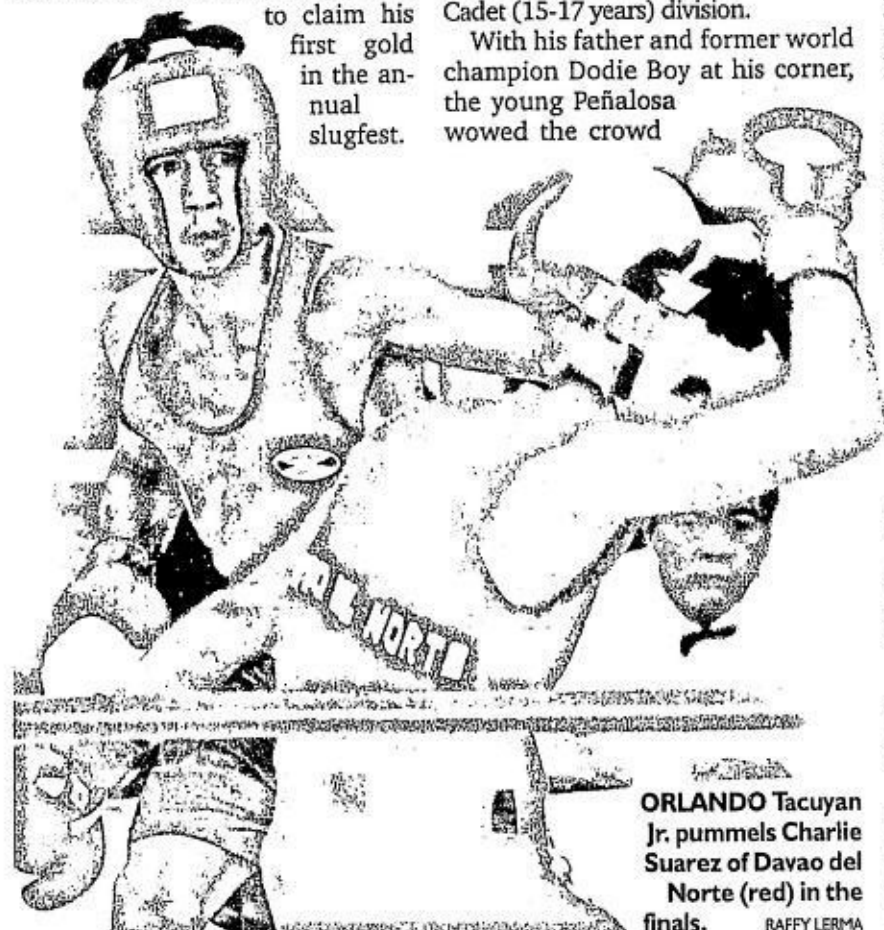 to claim his
first gold
in the an-
nual
slugfest.
Cadet (15-17 years) division.
With his father and former world
champion Dodie Boy at his corner,
the young Peñalosa
wowed the crowd
NORTE
ORLANDO Tacuyan
Jr. pummels Charlie
Suarez of Davao del
Norte (red) in the
finals. RAFFY LERMA